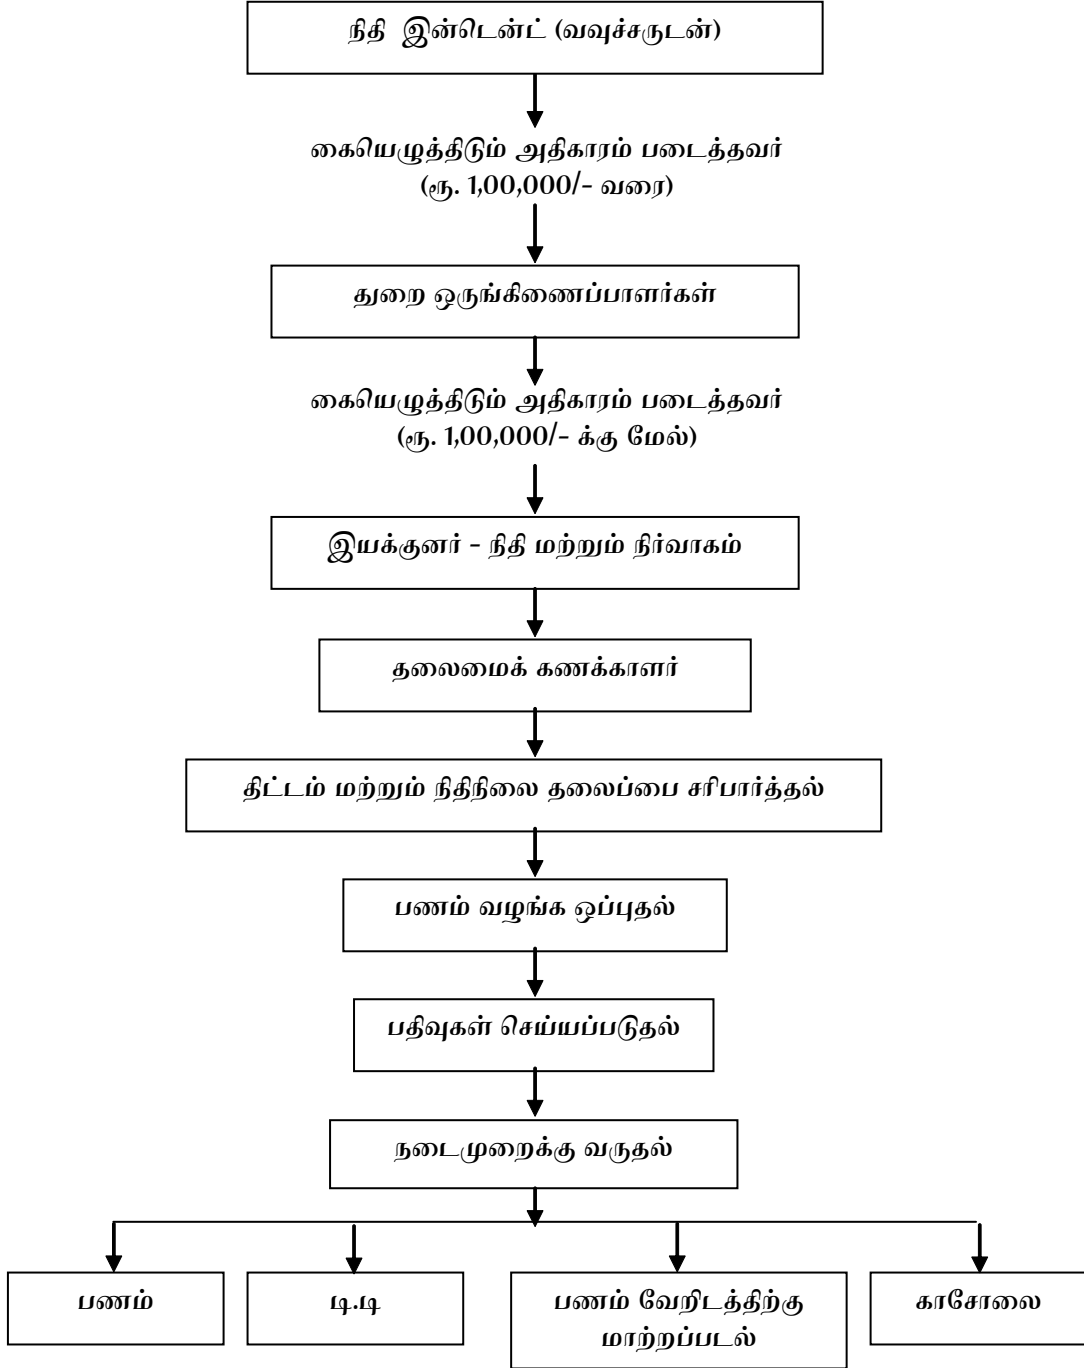 நிதி இன்டென்ட் (வவுச்சருடன்)
கையெழுத்திடும் அதிகாரம் படைத்தவர்
(ரூ. 1,00,000/- வரை)
துறை ஒருங்கிணைப்பாளர்கள்
கையெழுத்திடும் அதிகாரம் படைத்தவர்
(ரூ. 1,00,000/- க்கு மேல்)
இயக்குனர் - நிதி மற்றும் நிர்வாகம்
தலைமைக் கணக்காளர்
திட்டம் மற்றும் நிதிநிலை தலைப்பை சரிபார்த்தல்
பணம் வழங்க ஒப்புதல்
பதிவுகள் செய்யப்படுதல்
நடைமுறைக்கு வருதல்
பணம்
டி.டி
பணம் வேறிடத்திற்கு
மாற்றப்படல்
காசோலை